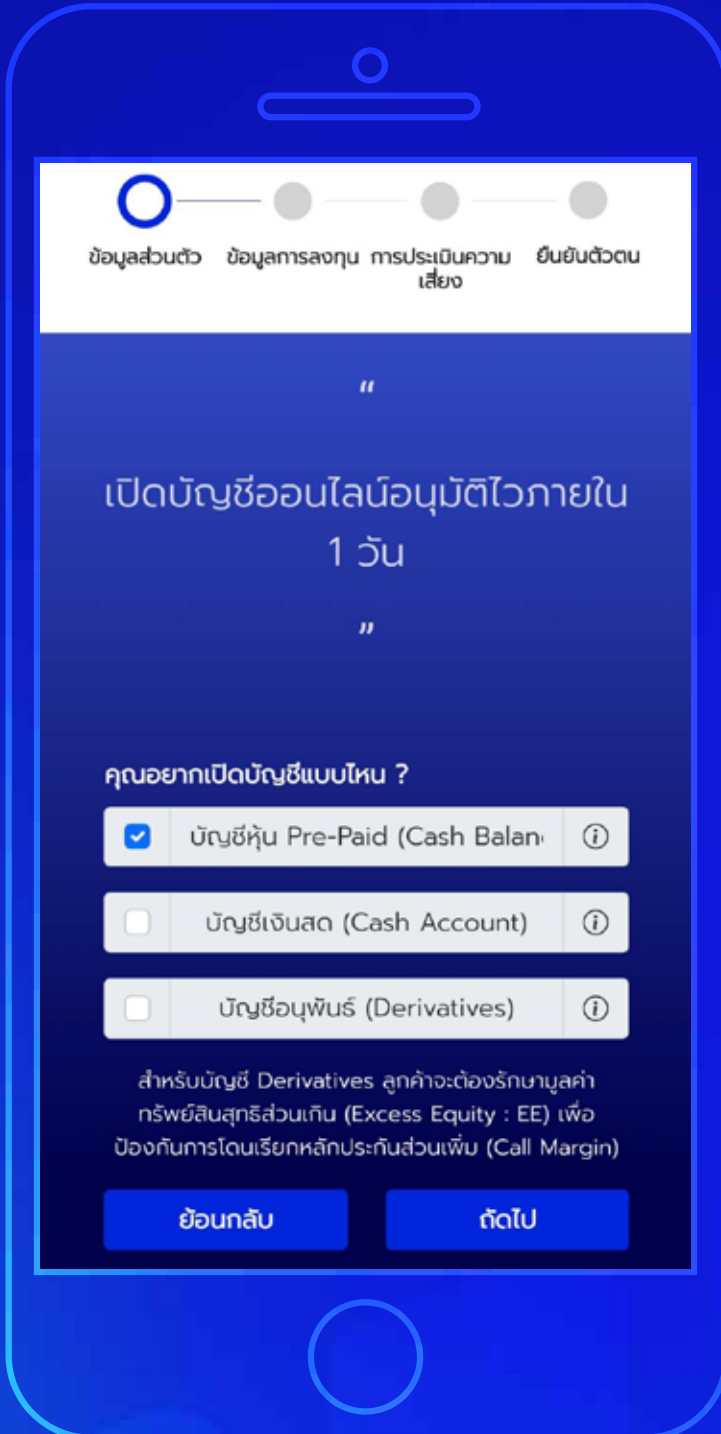 ข้อมูลส่วนตัว ข้อมูลการลงทุน การประเมินความ ยืนยันตัวตน
เสี่ยง
“
เปิดบัญชีออนไลน์อนุมัติไวภายใน
1 วัน
”
คุณอยากเปิดบัญชีแบบไหน ?
บัญชีหุ้น Pre-Paid (Cash Balan
บัญชีเงินสด (Cash Account)
บัญชีอนุพันธ์ (Derivatives)
สำหรับบัญชี Derivatives ลูกค้าจะต้องรักษามูลค่า
ทรัพย์สินสุทธิส่วนเกิน (Excess Equity : EE) เพื่อ
ป้องกันการโดนเรียกหลักประกันส่วนเพิ่ม (Call Margin)
ย้อนกลับ ถัดไป